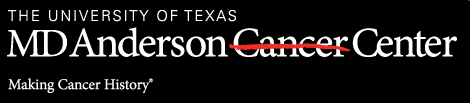 THE UNIVERSITY OF TEXAS
MD Anderson Cancer Center
Making Cancer History®